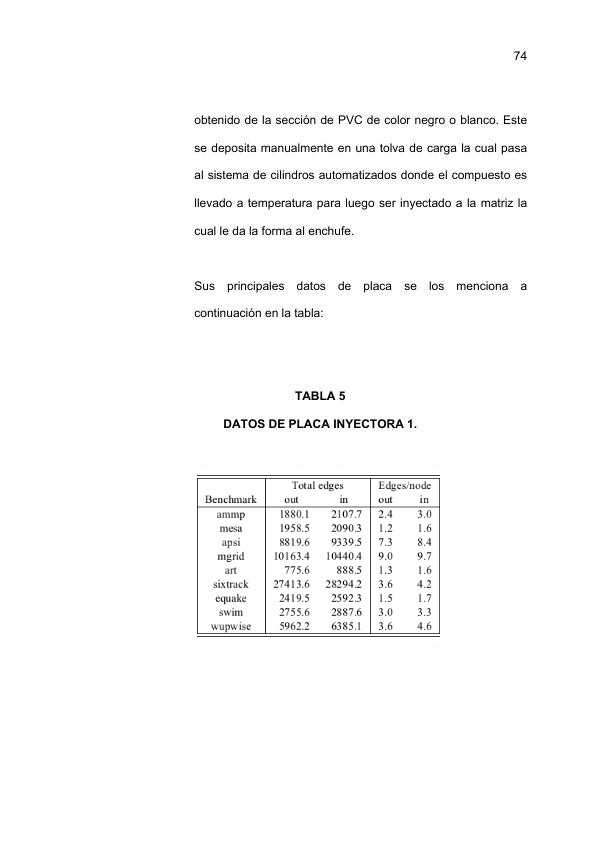 74
obtenido de la sección de PVC de color negro o blanco. Este
se deposita manualmente en una tolva de carga la cual pasa
al sistema de cilindros automatizados donde el compuesto es
llevado a temperatura para luego ser inyectado a la matriz la
cual le da la forma al enchufe.
Sus principales datos de placa se los menciona a
continuación en la tabla:
TABLA 5
DATOS DE PLACA INYECTORA 1.
Total edges Edges/node
Benchmark out in out in
ammp 1880.1 2107.7 2.4 3.0
mesa 1958.5 2090.3 1.2 1.6
apsi 8819.6 9339.5 7.3 8.4
mgrid 10163.4 10440.4 9.0 9.7
art 775.6 888.5 1.3 1.6
sixtrack 27413.6 28294.2 3.6 4.2
equake 2419.5 2592.3 1.5 1.7
swim 2755.6 2887.6 3.0 3.3
wupwise 5962.2 6385.1 3.6 4.6